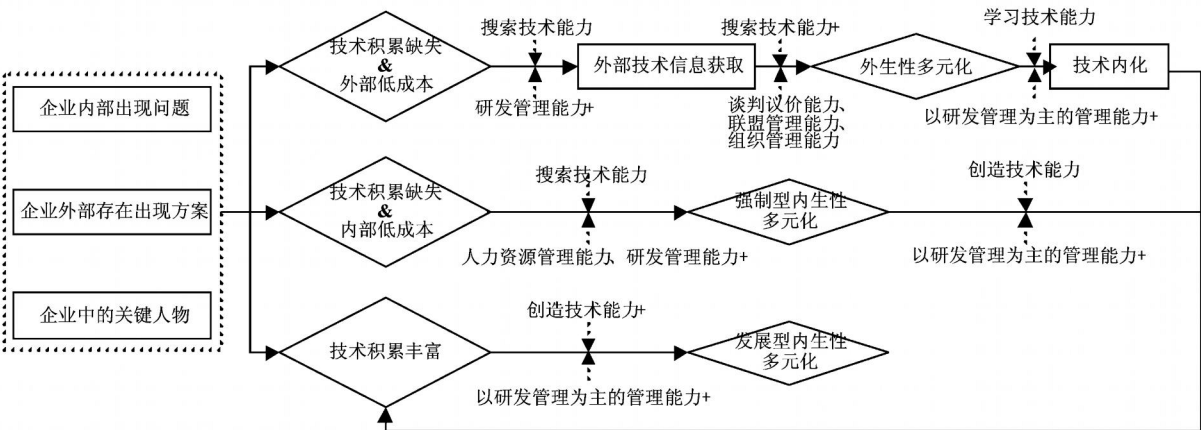 企业内部出现问题
企业外部存在出现方案
企业中的关键人物
技术积累缺失
&
外部低成本
搜索技术能力
研发管理能力+
外部技术信息获取
搜索技术能力+
谈判议价能力、
联盟管理能力、
组织管理能力
外生性多元化
学习技术能力
以研发管理为主的管理能力+
技术内化
技术积累缺失
&
内部低成本
搜索技术能力
人力资源管理能力、研发管理能力+
强制型内生性
多元化
创造技术能力
以研发管理为主的管理能力+
技术积累丰富
创造技术能力+
以研发管理为主的管理能力+
发展型内生性
多元化